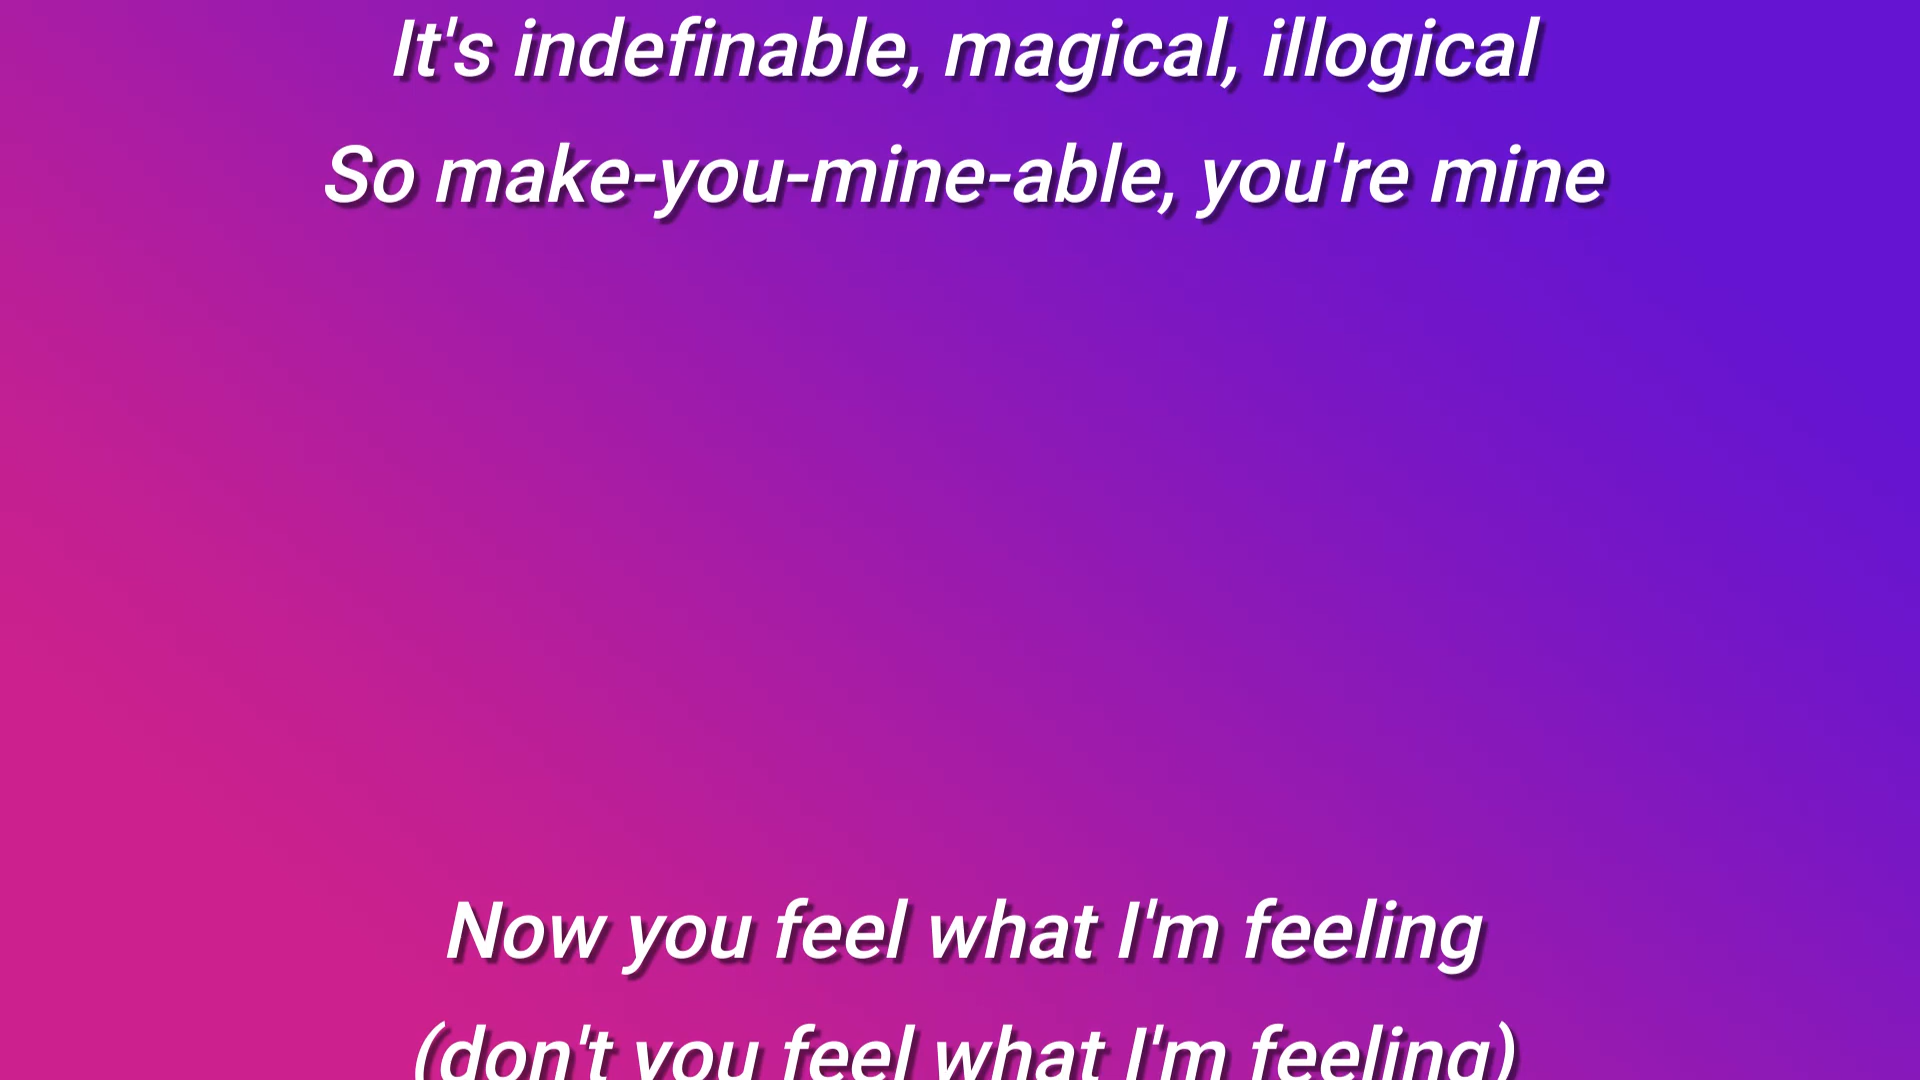 It's indefinable, magical, illogical
So make-you-mine-able, you're mine
Now you feel what I'm feeling
(don't you feel what I'm feeling)